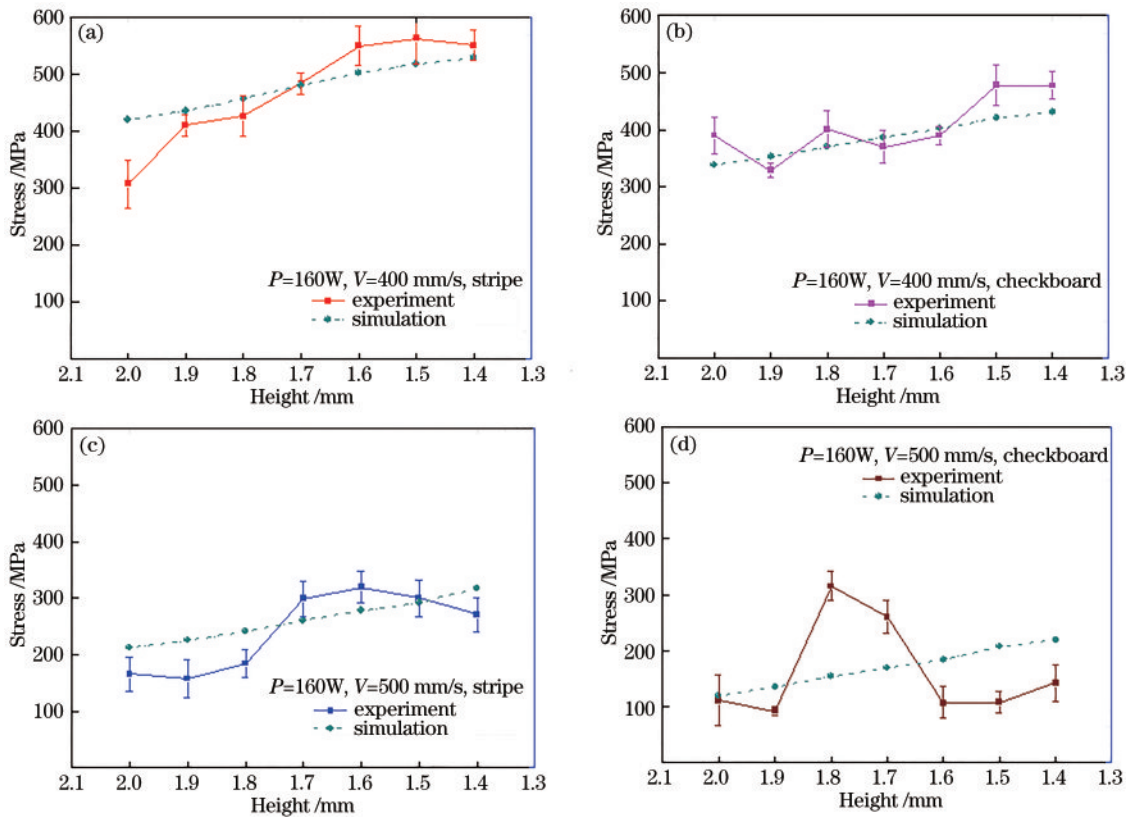 (a)
600
500
400
300
200
100
Stress /MPa
P=160W, V=400 mm/s, stripe
experiment
simulation
2.1 2.0 1.9 1.8 1.7 1.6 1.5 1.4 1.3
Height /mm
(b)
600
500
400
300
200
100
Stress /MPa
P=160W, V=400 mm/s, checkboard
experiment
simulation
2.1 2.0 1.9 1.8 1.7 1.6 1.5 1.4 1.3
Height /mm
(c)
600
500
400
300
200
100
Stress /MPa
P=160W, V=500 mm/s, stripe
experiment
simulation
2.1 2.0 1.9 1.8 1.7 1.6 1.5 1.4 1.3
Height /mm
(d)
600
500
400
300
200
100
Stress /MPa
P=160W, V=500 mm/s, checkboard
experiment
simulation
2.1 2.0 1.9 1.8 1.7 1.6 1.5 1.4 1.3
Height /mm